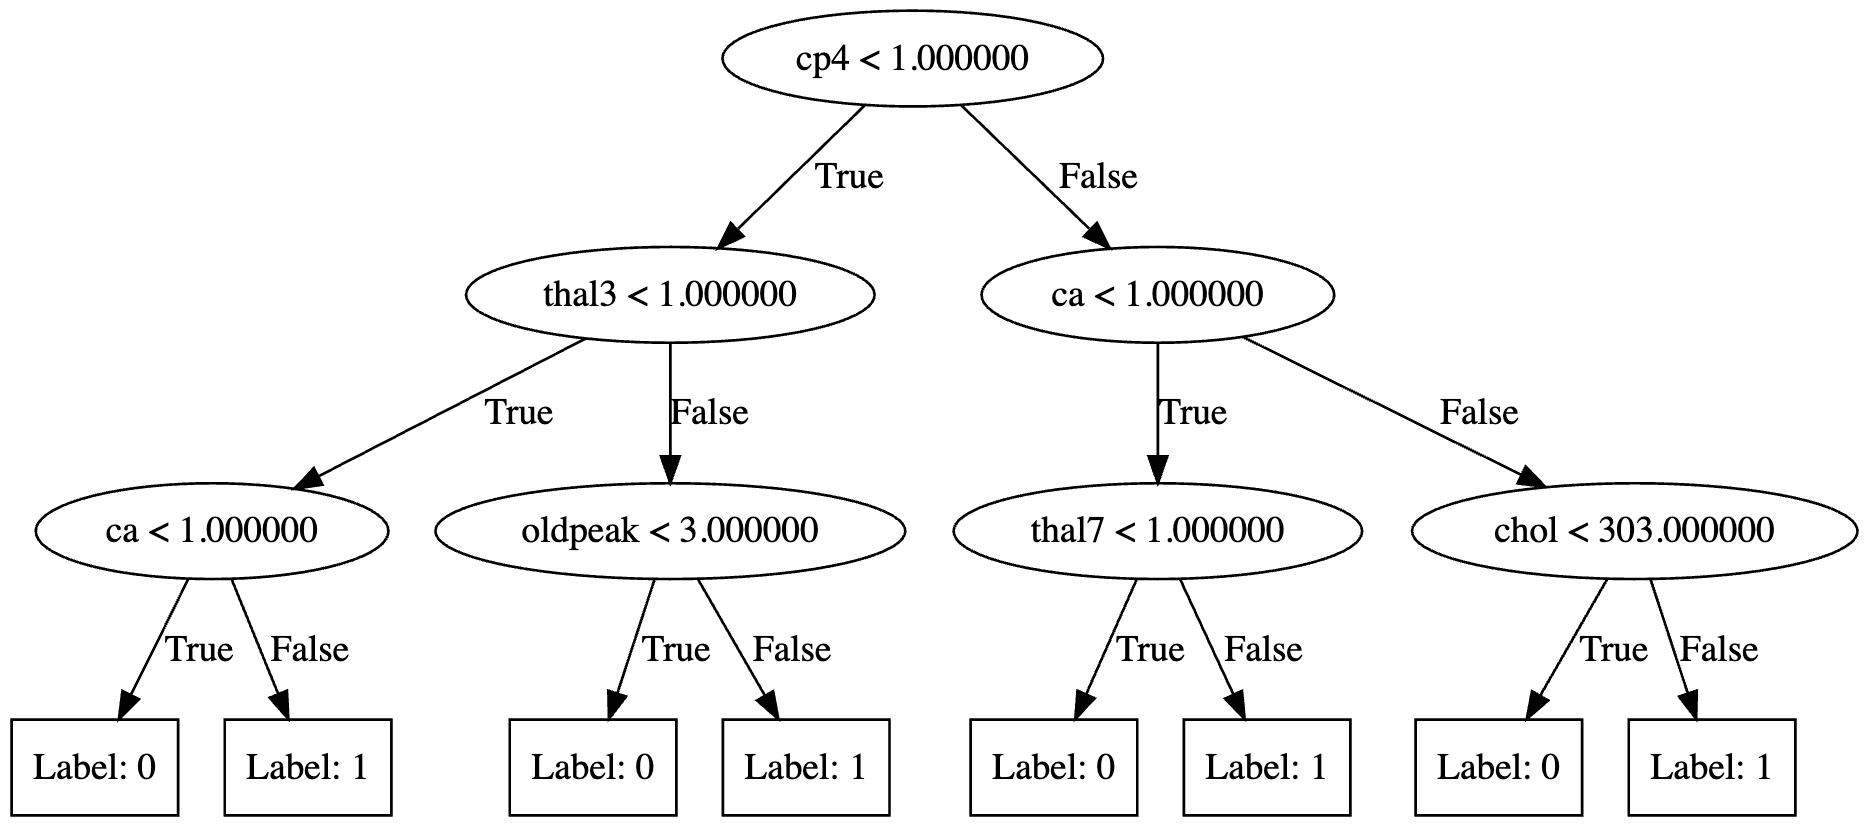 cp4 < 1.000000
True
False
thal3 < 1.000000
ca < 1.000000
True
False
True
False
ca < 1.000000
oldpeak < 3.000000
thal7 < 1.000000
chol < 303.000000
True
False
True
False
True
False
True
False
Label: 0
Label: 1
Label: 0
Label: 1
Label: 0
Label: 1
Label: 0
Label: 1